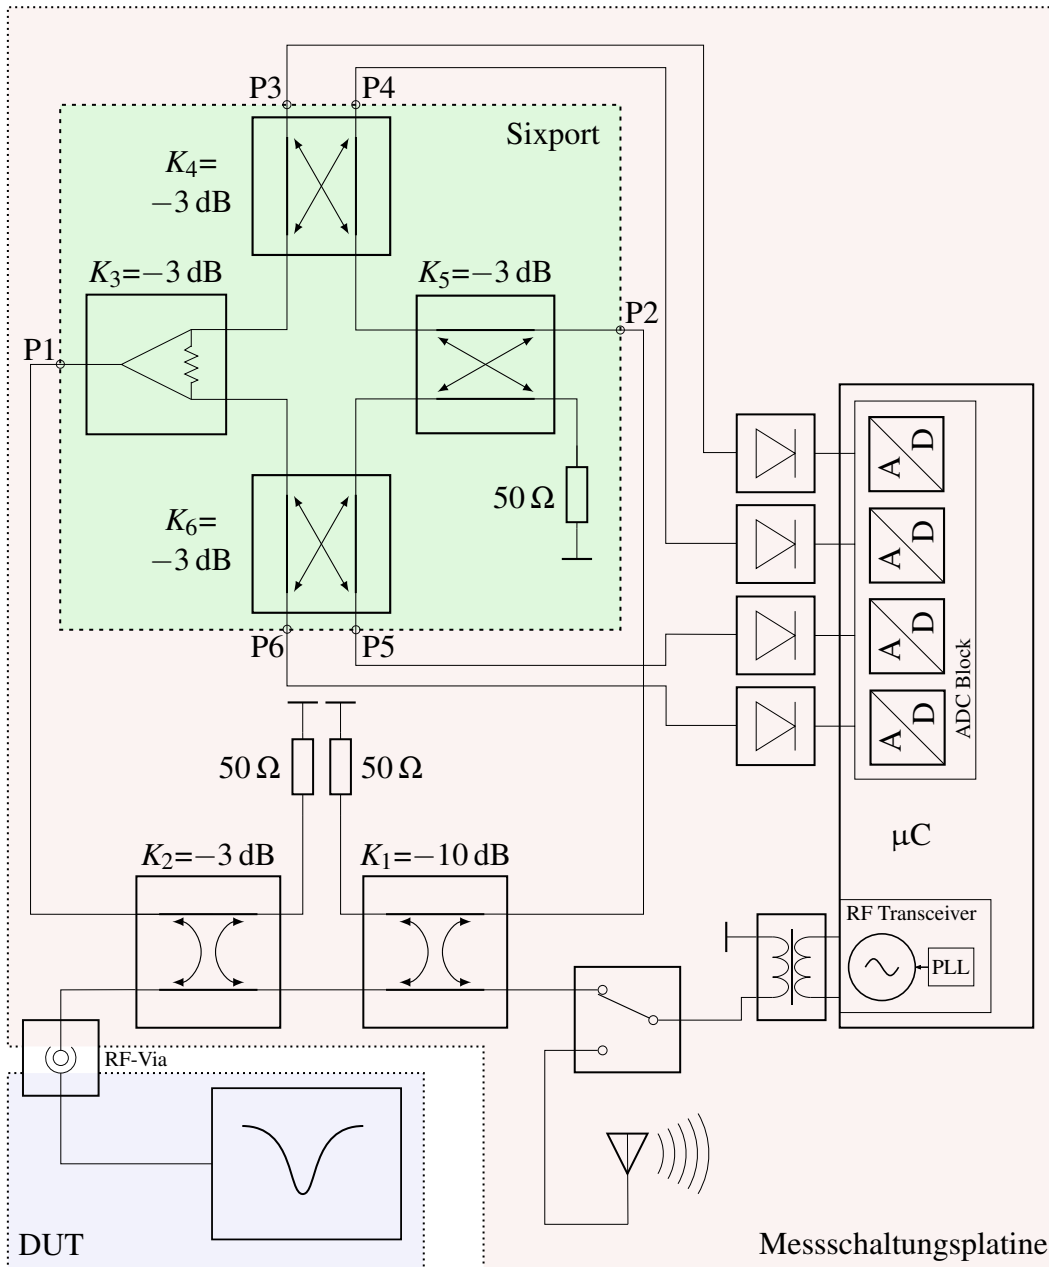 P3
P4
Sixport
K₄=
−3 dB
K₃=−3 dB
K₅=−3 dB
P2
P1
A
D
K₆=
−3 dB
50 Ω
A
D
P6
P5
A
D
ADC Block
A
D
50 Ω
50 Ω
µC
K₂=−3 dB
K₁=−10 dB
RF Transceiver
PLL
RF-Via
DUT
Messschaltungsplatine